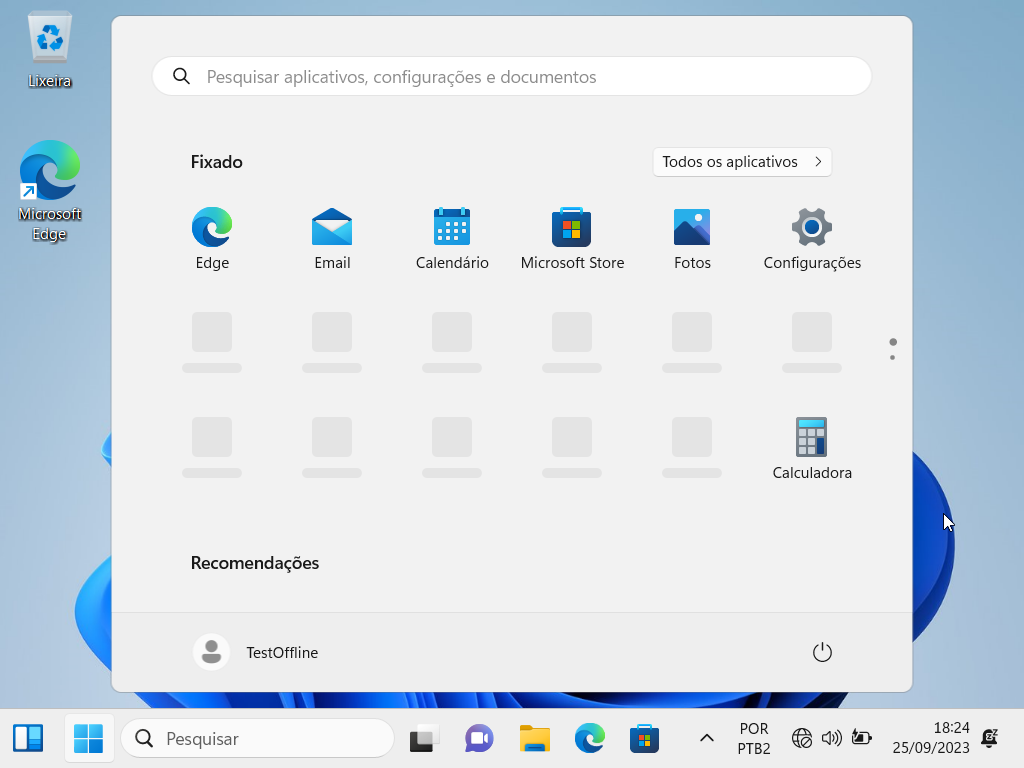 Lixeira
Microsoft
Edge
Pesquisar aplicativos, configurações e documentos
Fixado
Todos os aplicativos
Edge
Email
Calendário
Microsoft Store
Fotos
Configurações
Calculadora
Recomendações
TestOffline
Pesquisar
POR
PTB2
18:24
25/09/2023